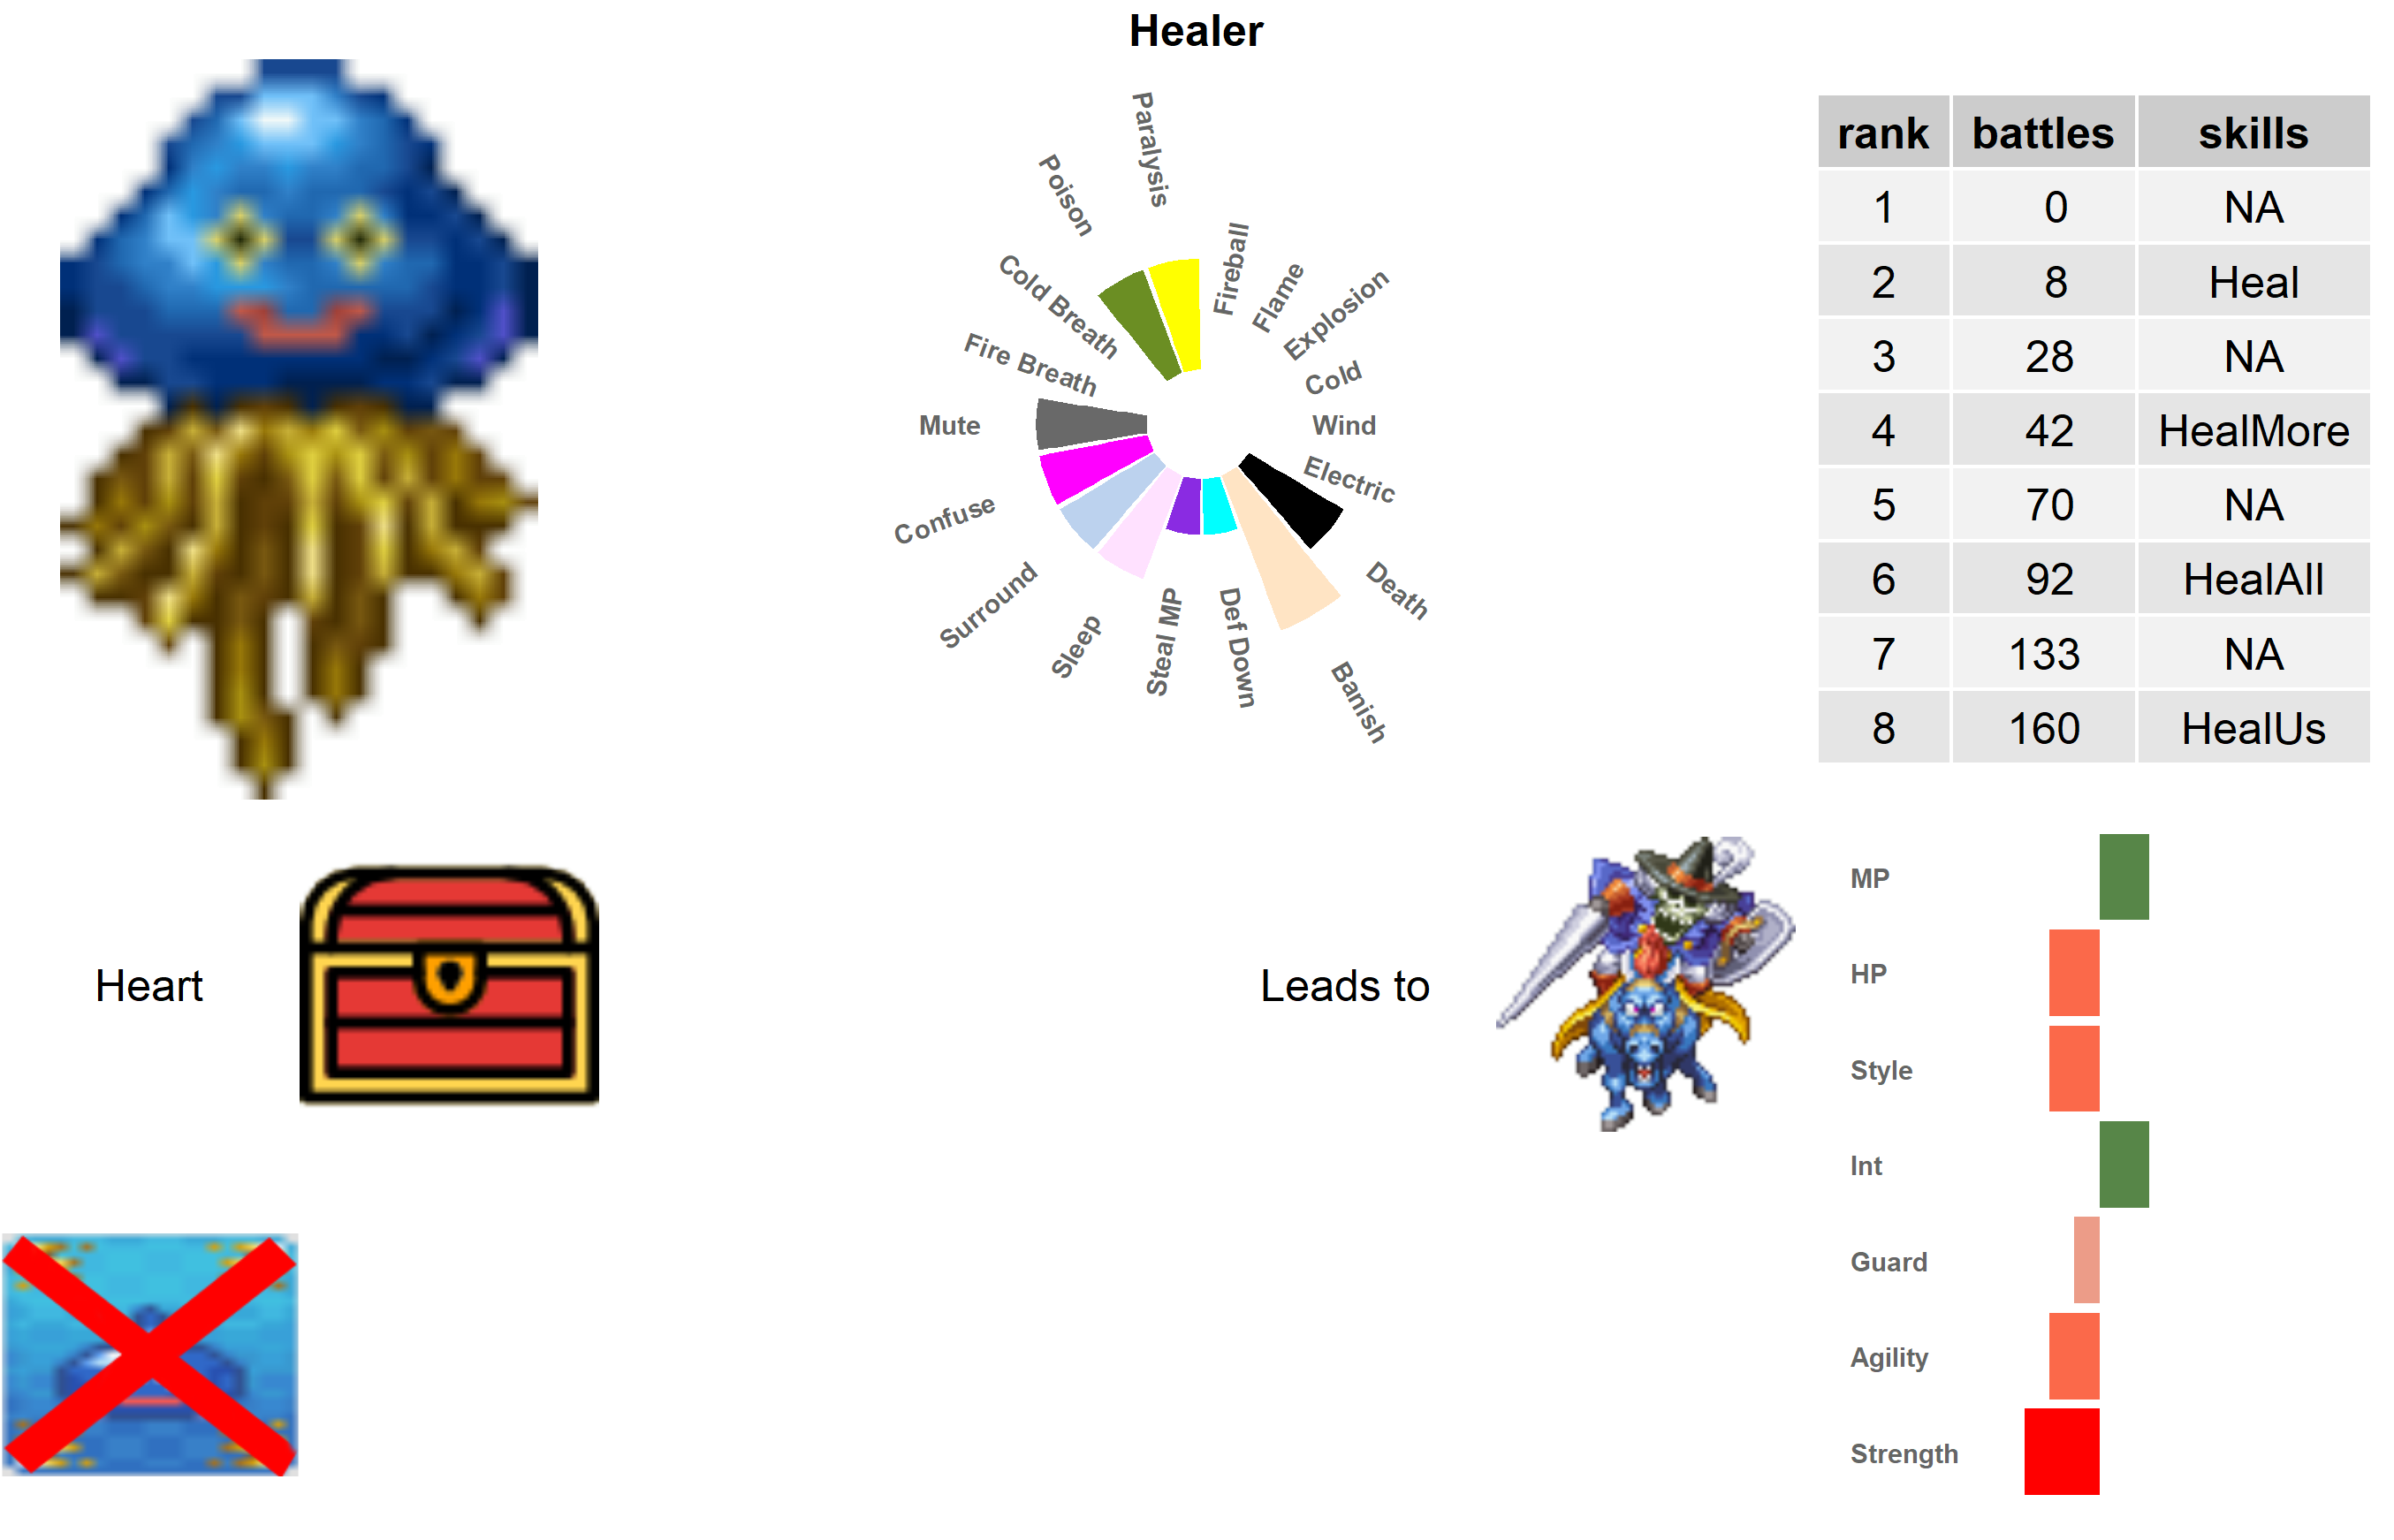 Healer
Paralysis
Poison
Cold Breath
Fire Breath
Mute
Confuse
Surround
Sleep
Steal MP
Def Down
Banish
Death
Electric
Wind
Cold
Explosion
Flame
Fireball
rank battles skills
1 0 NA
2 8 Heal
3 28 NA
4 42 HealMore
5 70 NA
6 92 HealAll
7 133 NA
8 160 HealUs
Heart
Leads to
MP
HP
Style
Int
Guard
Agility
Strength